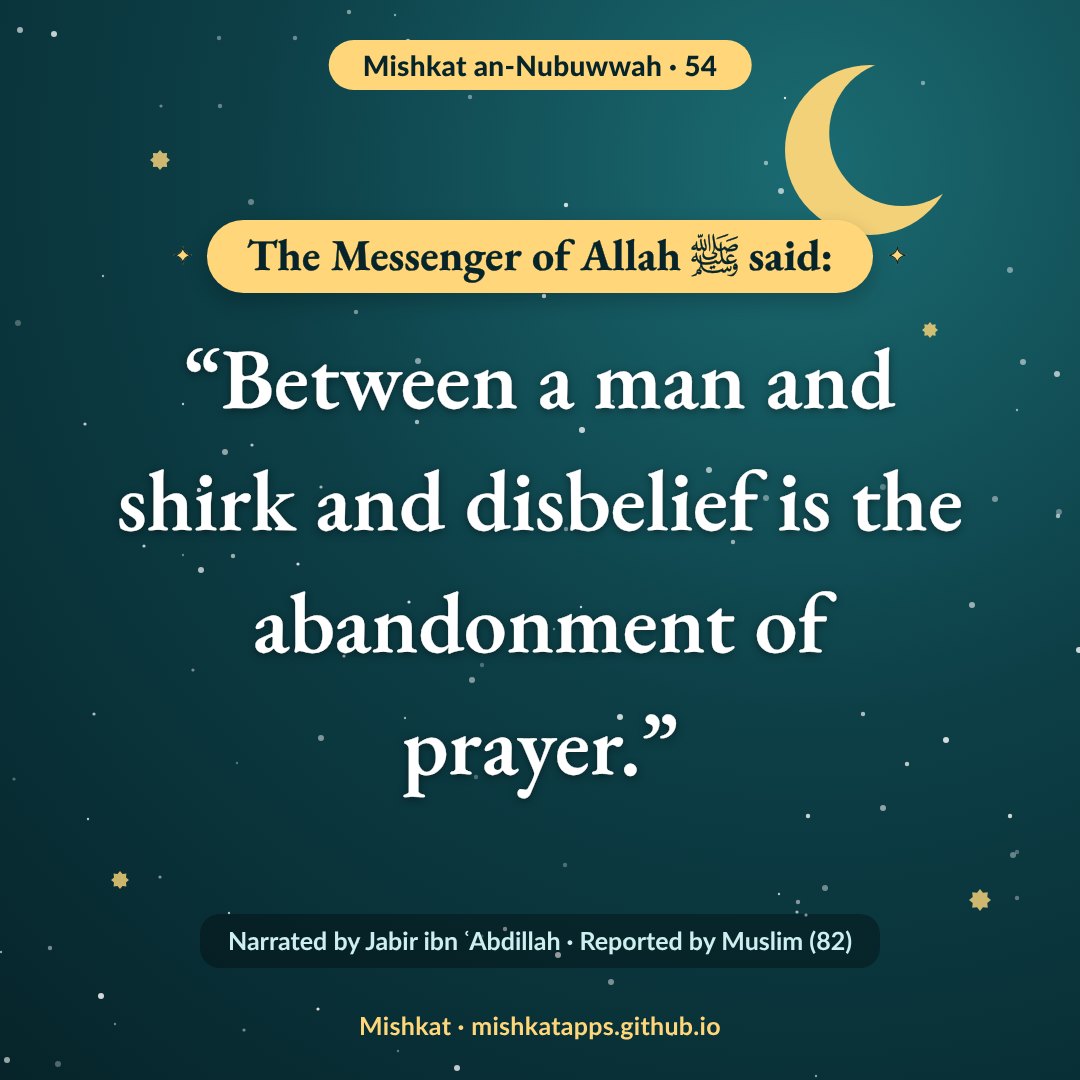 Mishkat an-Nubuwwah · 54
The Messenger of Allah ﷺ said:
“Between a man and
shirk and disbelief is the
abandonment of
prayer.”
Narrated by Jabir ibn ʿAbdillah · Reported by Muslim (82)
Mishkat · mishkatapps.github.io